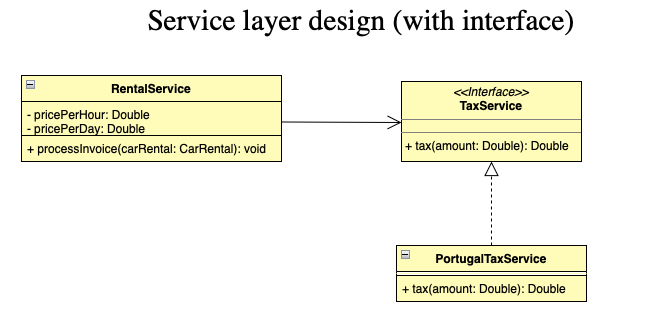 Service layer design (with interface)
RentalService
- pricePerHour: Double
- pricePerDay: Double
+ processInvoice(carRental: CarRental): void
<<Interface>>
TaxService
+ tax(amount: Double): Double
PortugalTaxService
+ tax(amount: Double): Double